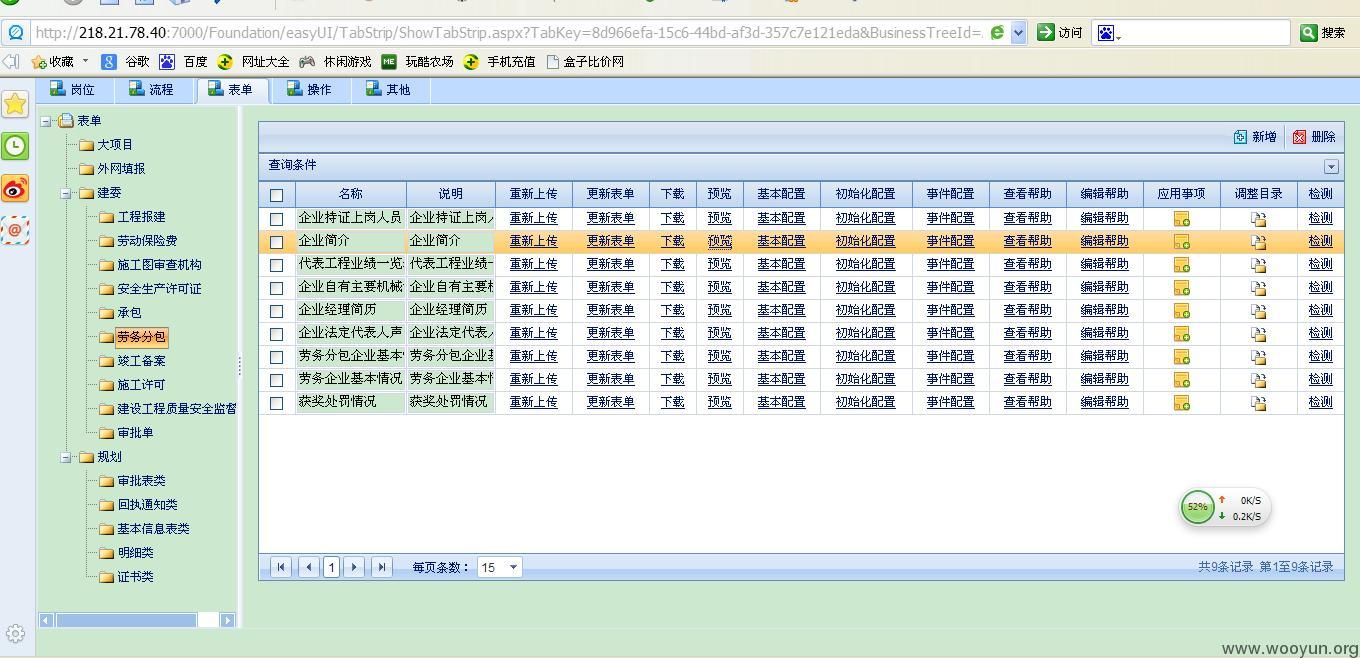 http://218.21.78.40:7000/Foundation/easyUI/TabStrip/ShowTabStrip.aspx?TabKey=8d966efa-15c6-44bd-af3d-357c7e121eda&BusinessTreeId=. 访问 搜索
收藏 谷歌 百度 网址大全 休闲游戏 ME 玩酷农场 手机充值 盒子比价网
岗位 流程 表单 操作 其他
表单
大项目
外网填报
建委
工程报建
劳动保险费
施工图审查机构
安全生产许可证
承包
劳务分包
竣工备案
施工许可
建设工程质量安全监督
审批单
规划
审批表类
回执通知类
基本信息表类
明细类
证书类
新增 删除
查询条件
名称 说明 重新上传 更新表单 下载 预览 基本配置 初始化配置 事件配置 查看帮助 编辑帮助 应用事项 调整目录 检测
企业持证上岗人员 企业持证上岗人 重新上传 更新表单 下载 预览 基本配置 初始化配置 事件配置 查看帮助 编辑帮助 检测
企业简介 企业简介 重新上传 更新表单 下载 预览 基本配置 初始化配置 事件配置 查看帮助 编辑帮助 检测
代表工程业绩一览 代表工程业绩一 重新上传 更新表单 下载 预览 基本配置 初始化配置 事件配置 查看帮助 编辑帮助 检测
企业自有主要机械 企业自有主要机 重新上传 更新表单 下载 预览 基本配置 初始化配置 事件配置 查看帮助 编辑帮助 检测
企业经理简历 企业经理简历 重新上传 更新表单 下载 预览 基本配置 初始化配置 事件配置 查看帮助 编辑帮助 检测
企业法定代表人声 企业法定代表人 重新上传 更新表单 下载 预览 基本配置 初始化配置 事件配置 查看帮助 编辑帮助 检测
劳务分包企业基本 劳务分包企业基 重新上传 更新表单 下载 预览 基本配置 初始化配置 事件配置 查看帮助 编辑帮助 检测
劳务企业基本情况 劳务企业基本情 重新上传 更新表单 下载 预览 基本配置 初始化配置 事件配置 查看帮助 编辑帮助 检测
获奖处罚情况 获奖处罚情况 重新上传 更新表单 下载 预览 基本配置 初始化配置 事件配置 查看帮助 编辑帮助 检测
52% 0K/S
0.2K/S
1 每页条数： 15 共9条记录 第1至9条记录
www.wooyun.org